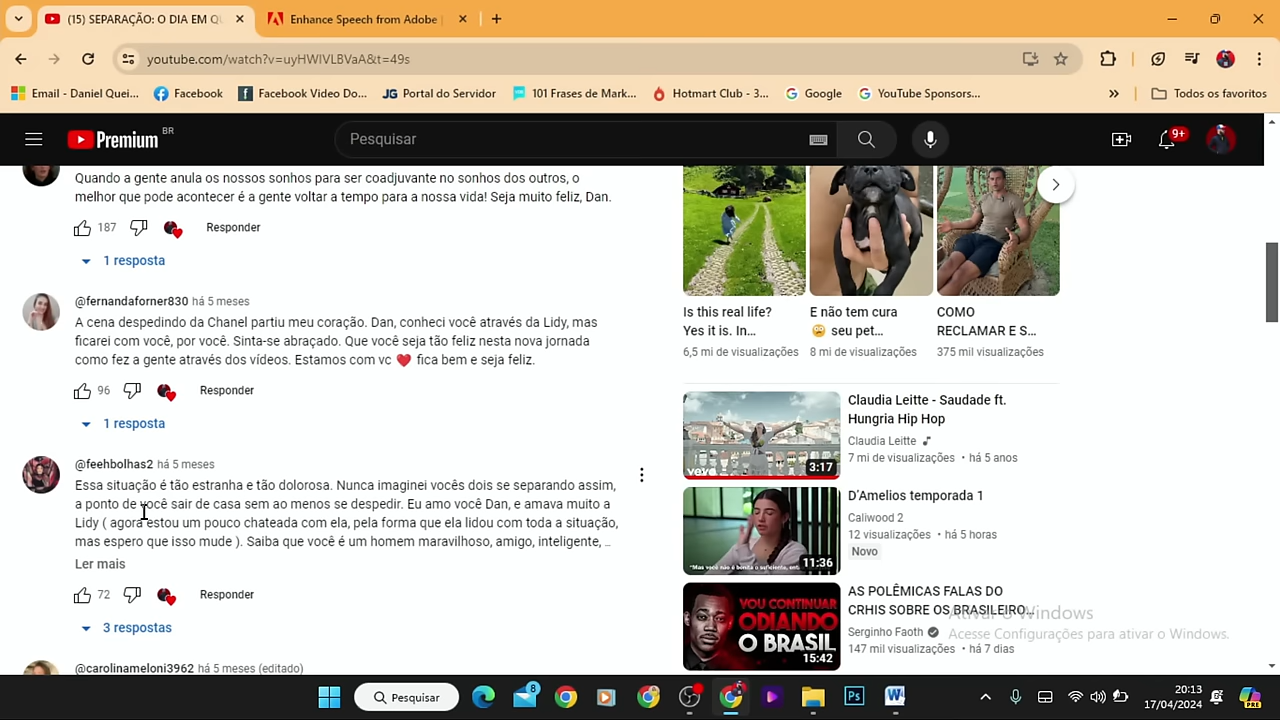 (15) SEPARAÇÃO: O DIA EM QU
Enhance Speech from Adobe |
youtube.com/watch?v=uyHWIVLBVaA&t=49s
Email - Daniel Quei...
Facebook
Facebook Video Do...
Portal do Servidor
101 Frases de Mark...
Hotmart Club - 3...
Google
YouTube Sponsors...
»
Todos os favoritos
Premium BR
Pesquisar
9+
Quando a gente anula os nossos sonhos para ser coadjuvante no sonhos dos outros, o
melhor que pode acontecer é a gente voltar a tempo para a nossa vida! Seja muito feliz, Dan.
187
Responder
1 resposta
@fernandaforner830 há 5 meses
A cena despedindo da Chanel partiu meu coração. Dan, conheci você através da Lidy, mas
ficarei com você, por você. Sinta-se abraçado. Que você seja tão feliz nesta nova jornada
como fez a gente através dos vídeos. Estamos com vc ❤️ fica bem e seja feliz.
96
Responder
1 resposta
@feehbolhas2 há 5 meses
Essa situação é tão estranha e tão dolorosa. Nunca imaginei vocês dois se separando assim,
a ponto de você sair de casa sem ao menos se despedir. Eu amo você Dan, e amava muito a
Lidy ( agora estou um pouco chateada com ela, pela forma que ela lidou com toda a situação,
mas espero que isso mude ). Saiba que você é um homem maravilhoso, amigo, inteligente, ...
Ler mais
72
Responder
3 respostas
@carolinameloni3962 há 5 meses (editado)
Is this real life?
Yes it is. In...
6,5 mi de visualizações
E não tem cura
😢 seu pet...
8 mi de visualizações
COMO
RECLAMAR E S...
375 mil visualizações
vevo
3:17
Claudia Leitte - Saudade ft.
Hungria Hip Hop
Claudia Leitte
7 mi de visualizações • há 5 anos
11:36
D'Amelios temporada 1
Caliwood 2
12 visualizações • há 5 horas
Novo
VOU CONTINUAR
ODIANDO
O BRASIL
15:42
AS POLÊMICAS FALAS DO
CRHIS SOBRE OS BRASILEIRO...
Serginho Faoth
147 mil visualizações • há 7 dias
Ativar o Windows
Acesse Configurações para ativar o Windows.
Pesquisar
8
Ps
W
20:13
17/04/2024
PRE